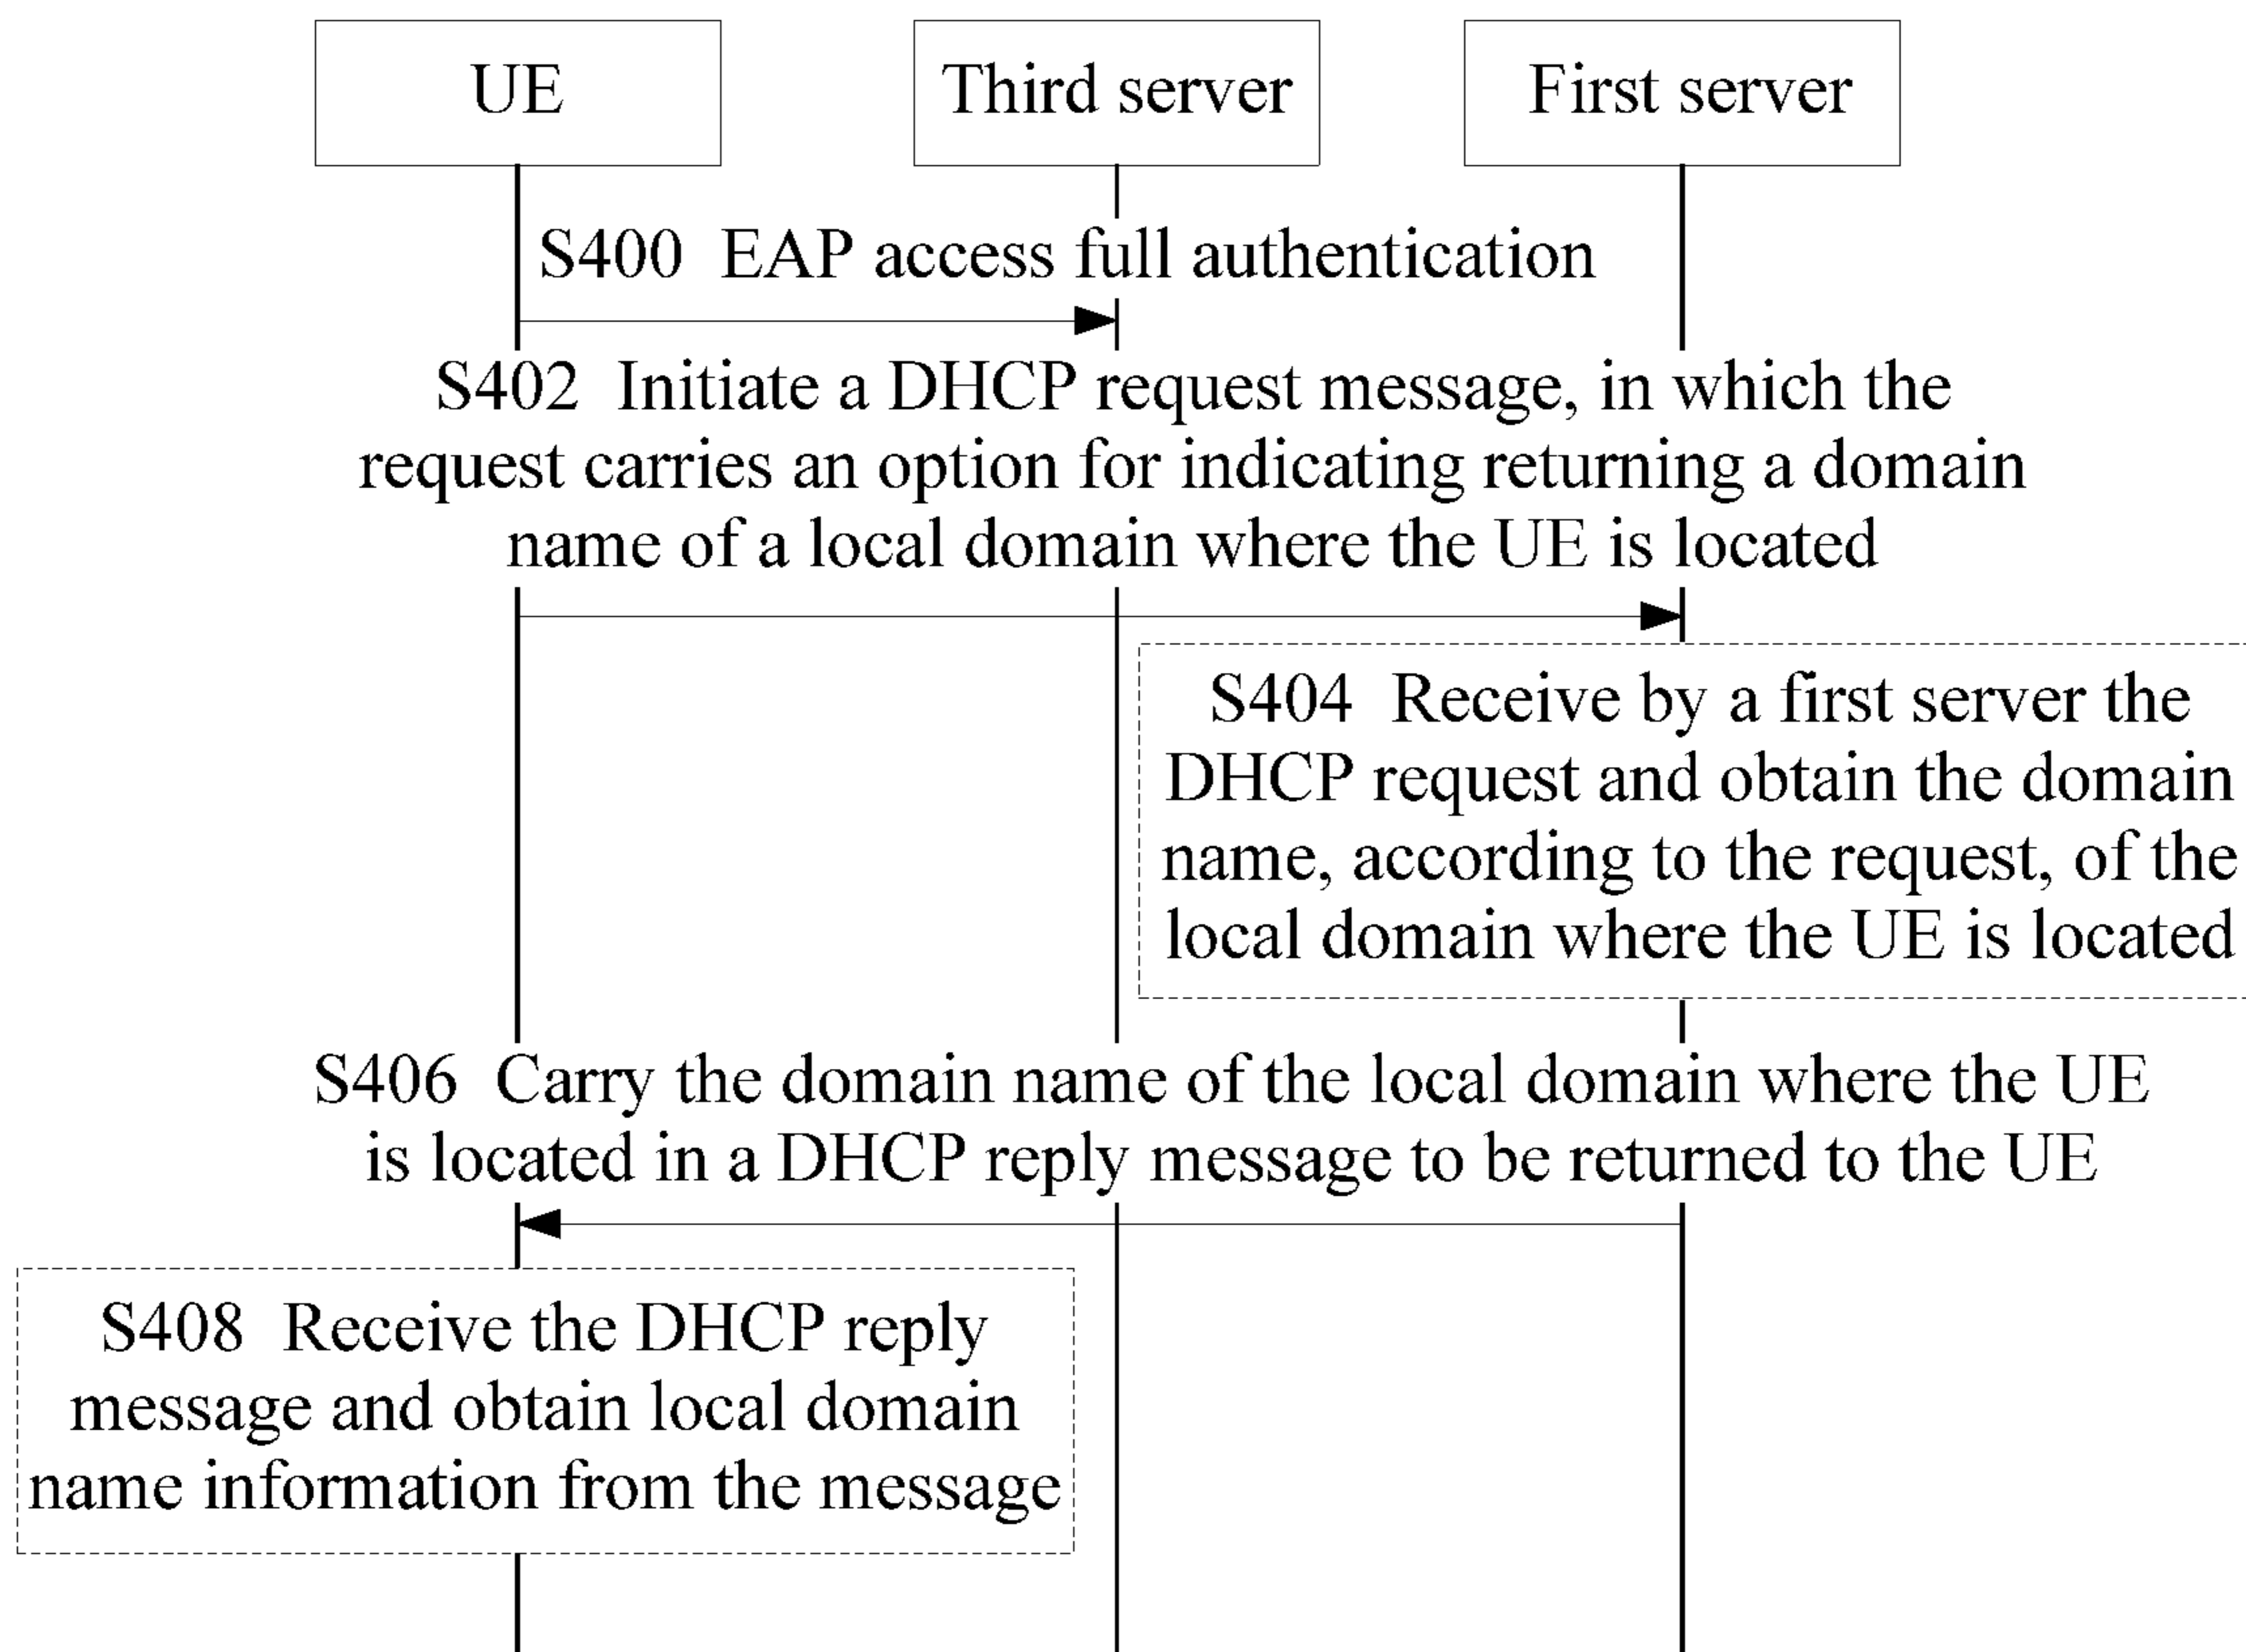 UE
Third server
First server
S400 EAP access full authentication
S402 Initiate a DHCP request message, in which the
request carries an option for indicating returning a domain
name of a local domain where the UE is located
S404 Receive by a first server the
DHCP request and obtain the domain
name, according to the request, of the
local domain where the UE is located
S406 Carry the domain name of the local domain where the UE
is located in a DHCP reply message to be returned to the UE
S408 Receive the DHCP reply
message and obtain local domain
name information from the message